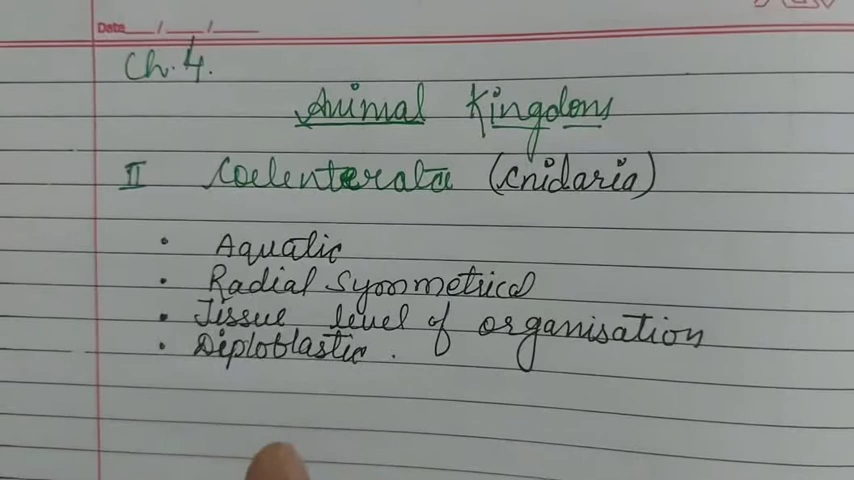 Date / / 
Ch. 4.
Animal Kingdom
II Coelenterata (Cnidaria)
• Aquatic
• Radial Symmetrical
• Tissue level of organisation
• Diploblastic.